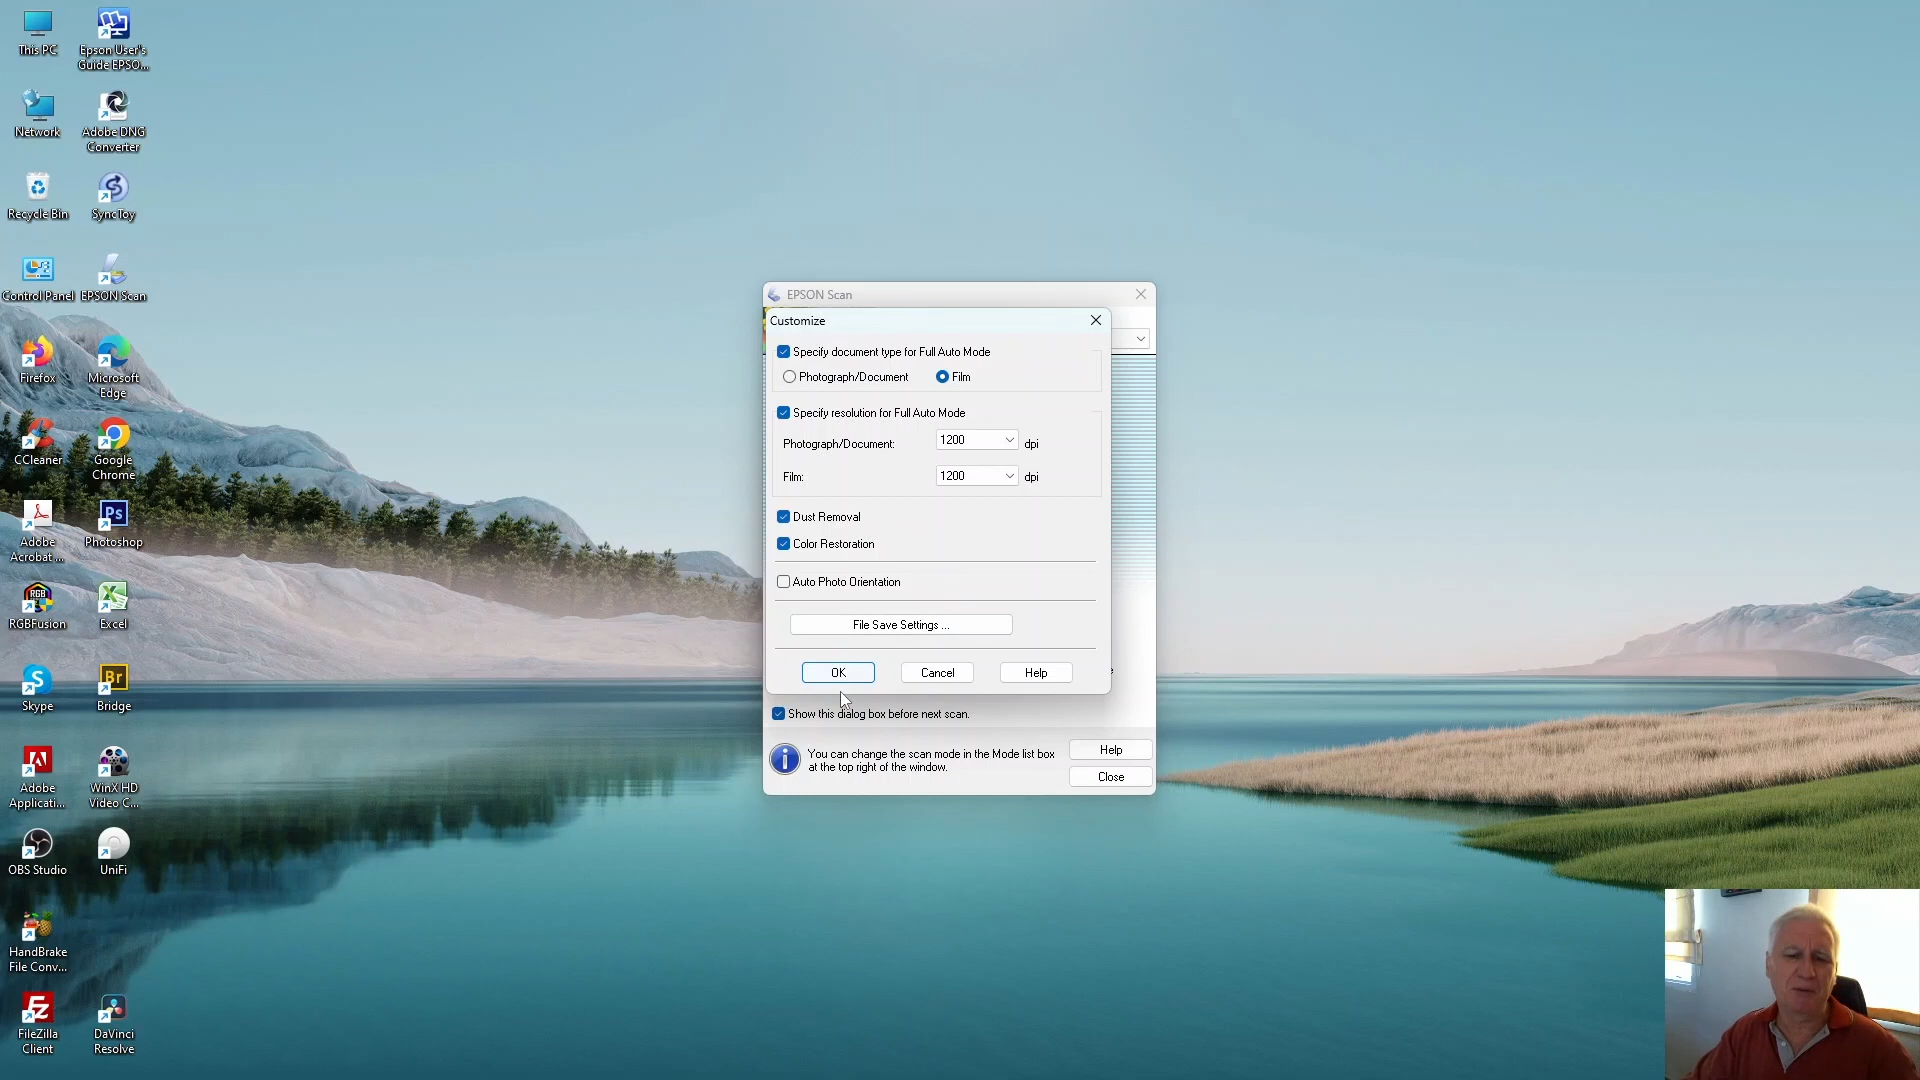 This PC
Epson User's
Guide EPSO...
Network
Adobe DNG
Converter
Recycle Bin
SyncToy
Control Panel
EPSON Scan
Firefox
Microsoft
Edge
CCleaner
Google
Chrome
Adobe
Acrobat ...
Ps
Photoshop
RGB
RGBFusion
Excel
Skype
Br
Bridge
Adobe
Applicati...
WinX HD
Video C...
OBS Studio
UniFi
HandBrake
File Conv...
FileZilla
Client
DaVinci
Resolve
EPSON Scan
Customize
Specify document type for Full Auto Mode
Photograph/Document
Film
Specify resolution for Full Auto Mode
Photograph/Document:
1200
dpi
Film:
1200
dpi
Dust Removal
Color Restoration
Auto Photo Orientation
File Save Settings ...
OK
Cancel
Help
Show this dialog box before next scan.
You can change the scan mode in the Mode list box
at the top right of the window.
Help
Close